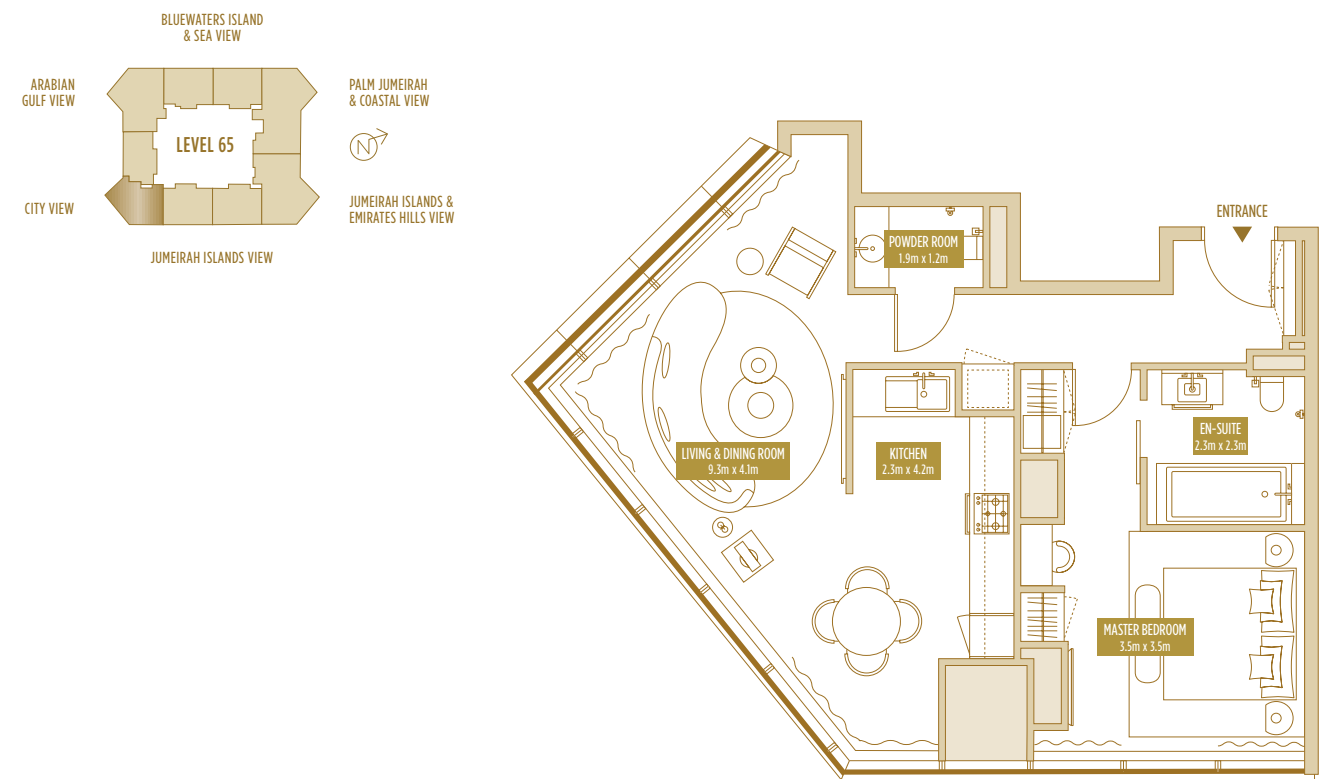 BLUEWATERS ISLAND
& SEA VIEW
ARABIAN
GULF VIEW
PALM JUMEIRAH
& COASTAL VIEW
LEVEL 65
N
CITY VIEW
JUMEIRAH ISLANDS &
EMIRATES HILLS VIEW
JUMEIRAH ISLANDS VIEW
ENTRANCE
POWDER ROOM
1.9m x 1.2m
LIVING & DINING ROOM
9.3m x 4.1m
KITCHEN
2.3m x 4.2m
EN-SUITE
2.3m x 2.3m
MASTER BEDROOM
3.5m x 3.5m